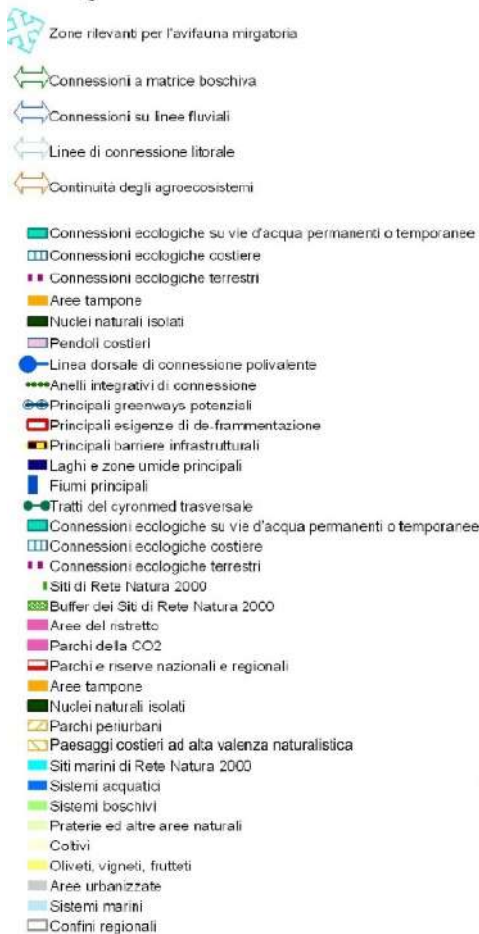 Zone rilevanti per l'avifauna mirgatoria
Connessioni a matrice boschiva
Connessioni su linee fluviali
Linee di connessione litorale
Continuità degli agroecosistemi
Connessioni ecologiche su vie d'acqua permanenti o temporanee
Connessioni ecologiche costiere
Connessioni ecologiche terrestri
Aree tampone
Nuclei naturali isolati
Pendoli costieri
Linea dorsale di connessione polivalente
Anelli integrativi di connessione
Principali greenways potenziali
Principali esigenze di de-frammentazione
Principali barriere infrastrutturali
Laghi e zone umide principali
Fiumi principali
Tratti del cyronmed trasversale
Connessioni ecologiche su vie d'acqua permanenti o temporanee
Connessioni ecologiche costiere
Connessioni ecologiche terrestri
Siti di Rete Natura 2000
Buffer dei Siti di Rete Natura 2000
Aree del ristretto
Parchi della CO2
Parchi e riserve nazionali e regionali
Aree tampone
Nuclei naturali isolati
Parchi periurbani
Paesaggi costieri ad alta valenza naturalistica
Siti marini di Rete Natura 2000
Sistemi acquatici
Sistemi boschivi
Praterie ed altre aree naturali
Coltivi
Oliveti, vigneti, frutteti
Aree urbanizzate
Sistemi marini
Confini regionali